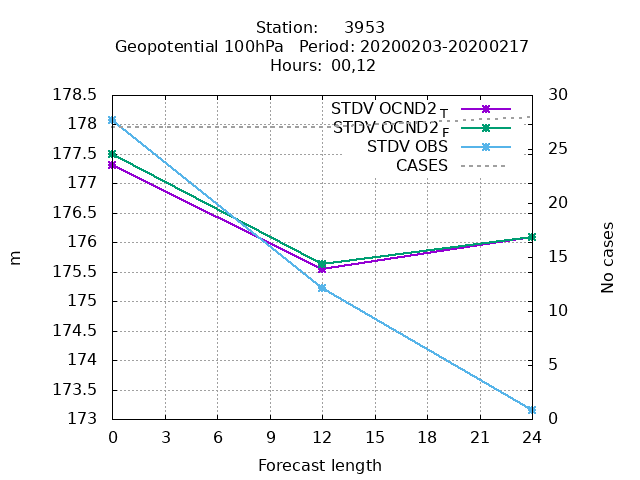 Station: 3953
Geopotential 100hPa Period: 20200203-20200217
Hours: 00,12
178.5
178
177.5
177
176.5
176
175.5
175
174.5
174
173.5
173
m
STDV OCND2_T
STDV OCND2_F
STDV OBS
CASES
30
25
20
15
10
5
0
No cases
0 3 6 9 12 15 18 21 24
Forecast length